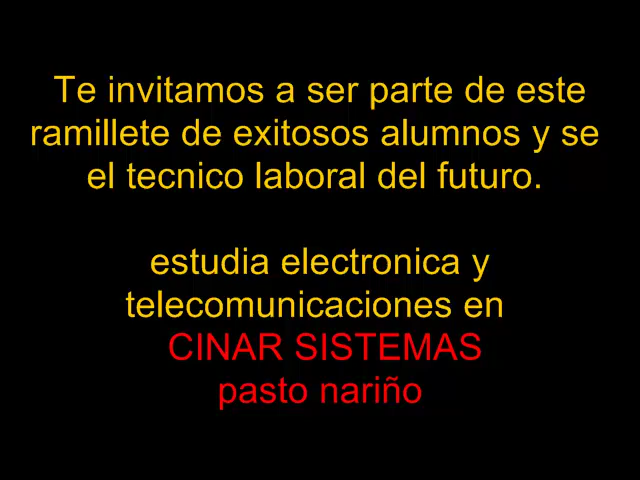 Te invitamos a ser parte de este
ramillete de exitosos alumnos y se
el tecnico laboral del futuro.
estudia electronica y
telecomunicaciones en
CINAR SISTEMAS
pasto nariño